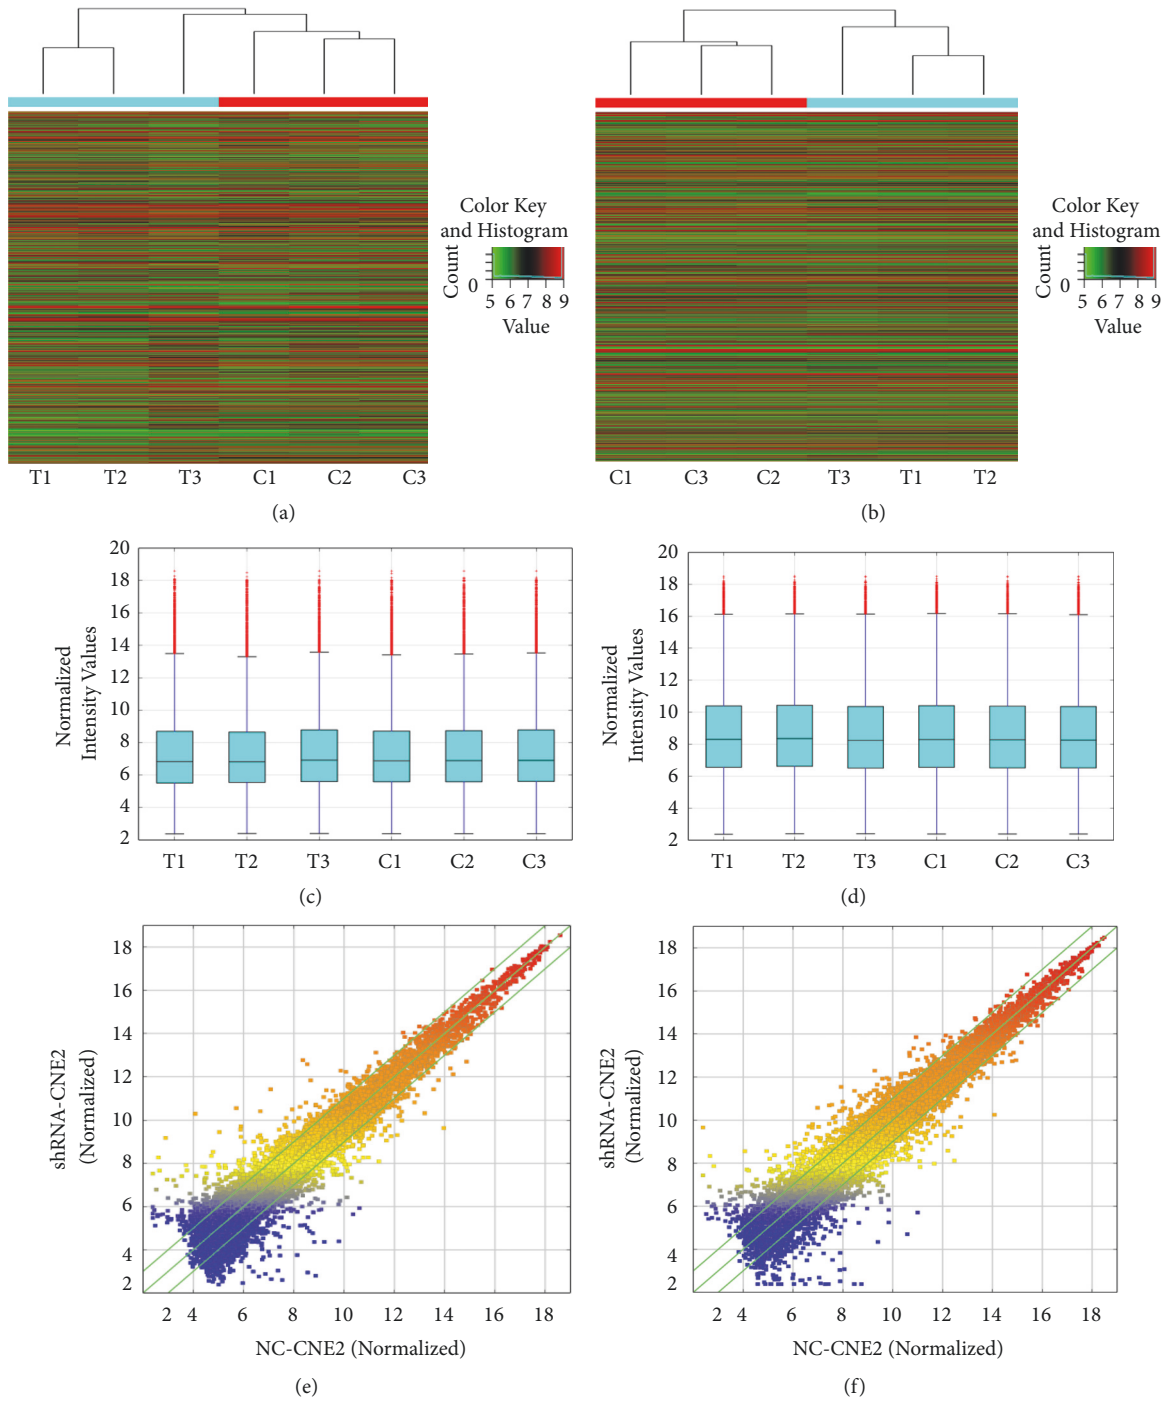 Color Key
and Histogram
Count
0
5 6 7 8 9
Value
T1 T2 T3 C1 C2 C3
(a)
Color Key
and Histogram
Count
0
5 6 7 8 9
Value
C1 C3 C2 T3 T1 T2
(b)
Normalized
Intensity Values
20
18
16
14
12
10
8
6
4
2
T1 T2 T3 C1 C2 C3
(c)
Normalized
Intensity Values
20
18
16
14
12
10
8
6
4
2
T1 T2 T3 C1 C2 C3
(d)
shRNA-CNE2
(Normalized)
18
16
14
12
10
8
6
4
2
2 4 6 8 10 12 14 16 18
NC-CNE2 (Normalized)
(e)
shRNA-CNE2
(Normalized)
18
16
14
12
10
8
6
4
2
2 4 6 8 10 12 14 16 18
NC-CNE2 (Normalized)
(f)